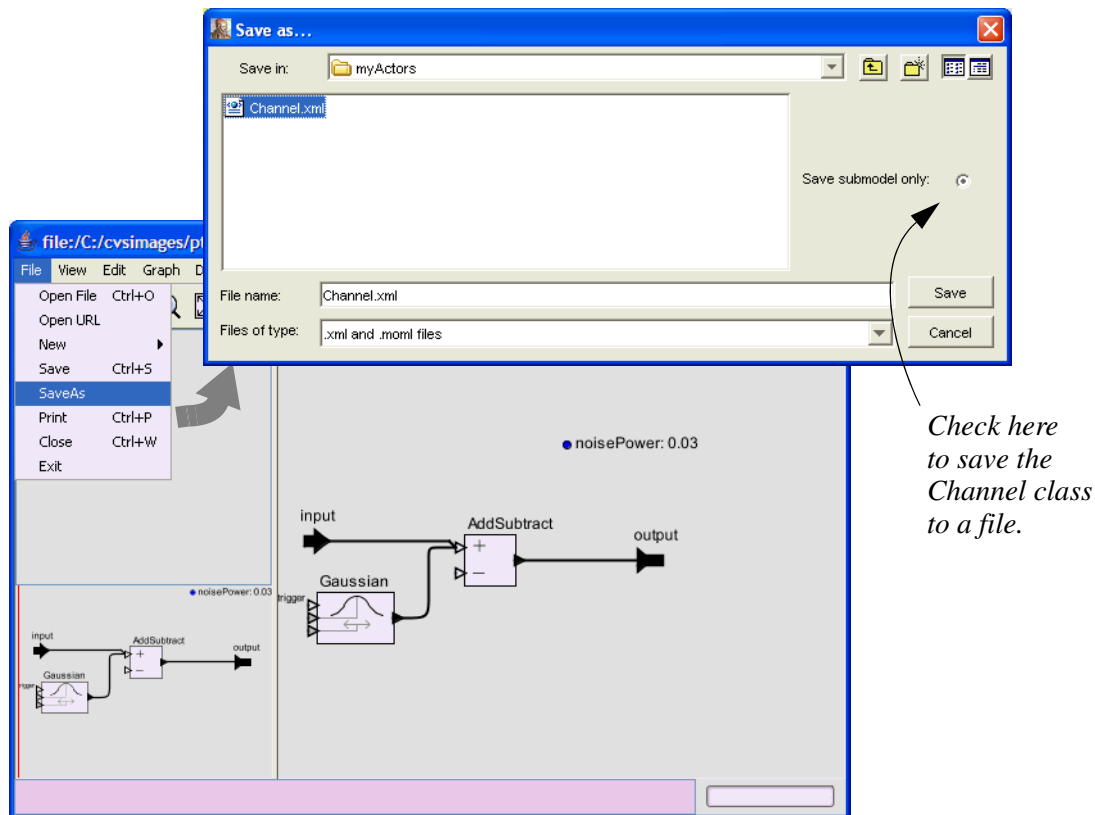 Save as...
Save in:
myActors
Channel.xml
Save submodel only:
File name:
Channel.xml
Save
Files of type:
.xml and .moml files
Cancel
file:/C:/cvsimages/pt
File View Edit Graph D
Open File Ctrl+O
Open URL
New
Save Ctrl+S
SaveAs
Print Ctrl+P
Close Ctrl+W
Exit
Check here
to save the
Channel class
to a file.
noisePower: 0.03
input
AddSubtract
output
+
−
Gaussian
trigger
noisePower: 0.03
input
AddSubtract
output
+
−
Gaussian